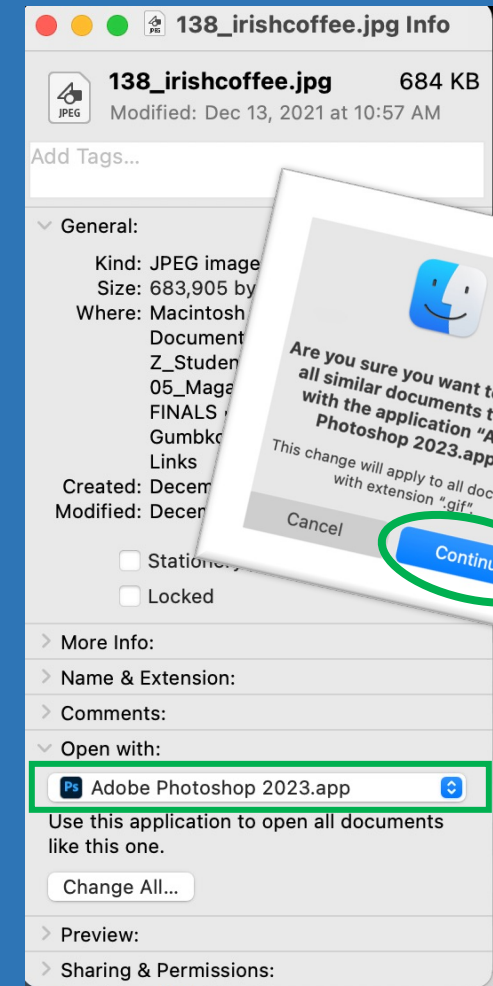 138_irishcoffee.jpg Info
138_irishcoffee.jpg 684 KB
JPEG
Modified: Dec 13, 2021 at 10:57 AM
Add Tags...
General:
Kind: JPEG image
Size: 683,905 by
Where: Macintosh
Document
Z_Studen
05_Maga
FINALS
Gumbko
Links
Created: Decem
Modified: Decem
Stationery
Locked
Are you sure you want to
all similar documents t
with the application “A
Photoshop 2023.app
This change will apply to all doc
with extension “.gif”.
Cancel
Continu
More Info:
Name & Extension:
Comments:
Open with:
Ps Adobe Photoshop 2023.app
Use this application to open all documents
like this one.
Change All...
Preview:
Sharing & Permissions: